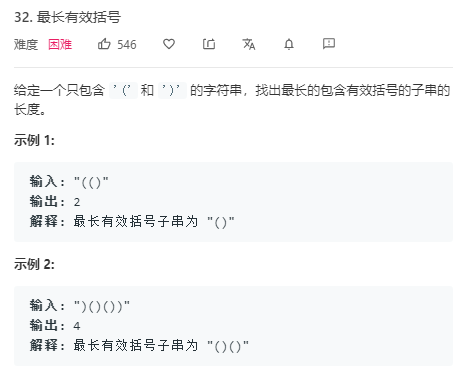 32. 最长有效括号
难度 困难 546
给定一个只包含 '(' 和 ')' 的字符串，找出最长的包含有效括号的子串的
长度。
示例 1:
输入: "(()"
输出: 2
解释: 最长有效括号子串为 "()"
示例 2:
输入: ")()())"
输出: 4
解释: 最长有效括号子串为 "()()"